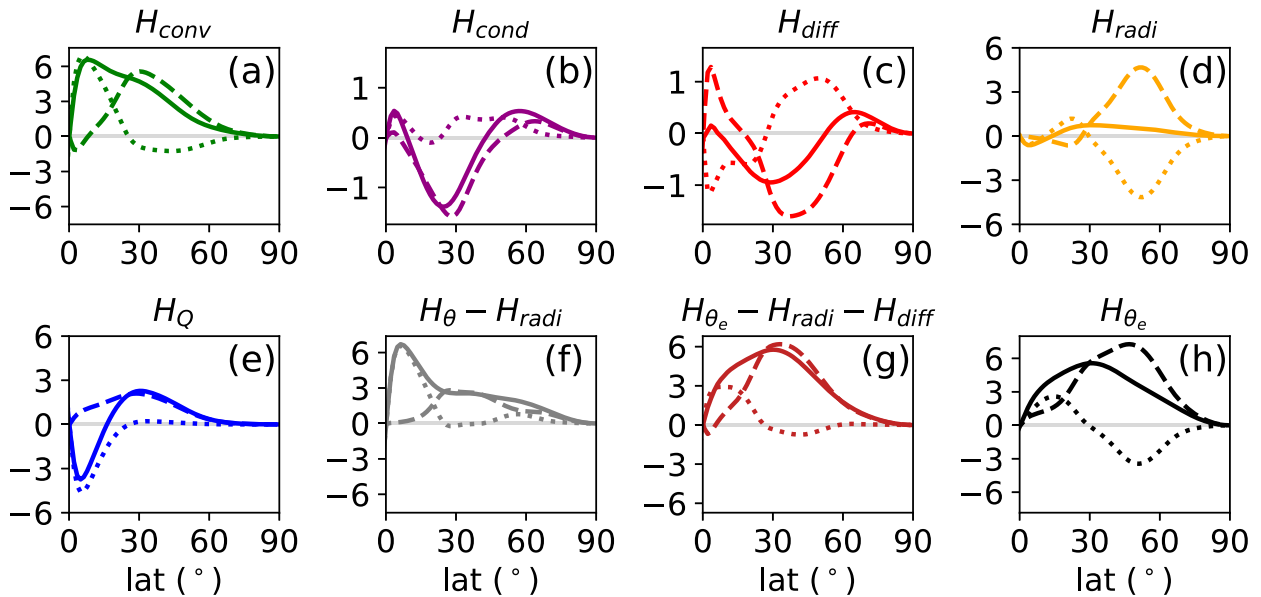 H_conv H_cond H_diff H_radi
6 3 0 −3 −6 (a) 1 0 −1 (b) 1 0 −1 (c) 6 3 0 −3 −6 (d)
0 30 60 90 0 30 60 90 0 30 60 90 0 30 60 90
H_Q H_θ − H_radi H_{θ_e} − H_radi − H_diff H_{θ_e}
6 3 0 −3 −6 (e) 6 3 0 −3 −6 (f) 6 3 0 −3 −6 (g) 6 3 0 −3 −6 (h)
0 30 60 90 0 30 60 90 0 30 60 90 0 30 60 90
lat (°) lat (°) lat (°) lat (°)